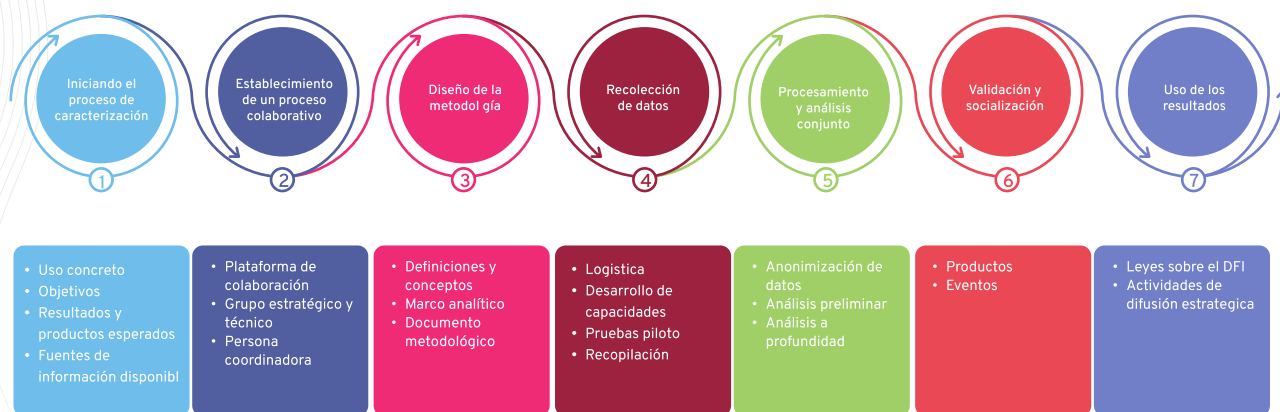 Iniciando el
proceso de
caracterización
1
Establecimiento
de un proceso
colaborativo
2
Diseño de la
metodol gía
3
Recolección
de datos
4
Procesamiento
y análisis
conjunto
5
Validación y
socialización
6
Uso de los
resultados
7
• Uso concreto
• Objetivos
• Resultados y
productos esperados
• Fuentes de
información disponibl
• Plataforma de
colaboración
• Grupo estratégico y
técnico
• Persona
coordinadora
• Definiciones y
conceptos
• Marco analítico
• Documento
metodológico
• Logistica
• Desarrollo de
capacidades
• Pruebas piloto
• Recopilación
• Anonimización de
datos
• Análisis preliminar
• Análisis a
profundidad
• Productos
• Eventos
• Leyes sobre el DFI
• Actividades de
difusión estrategica